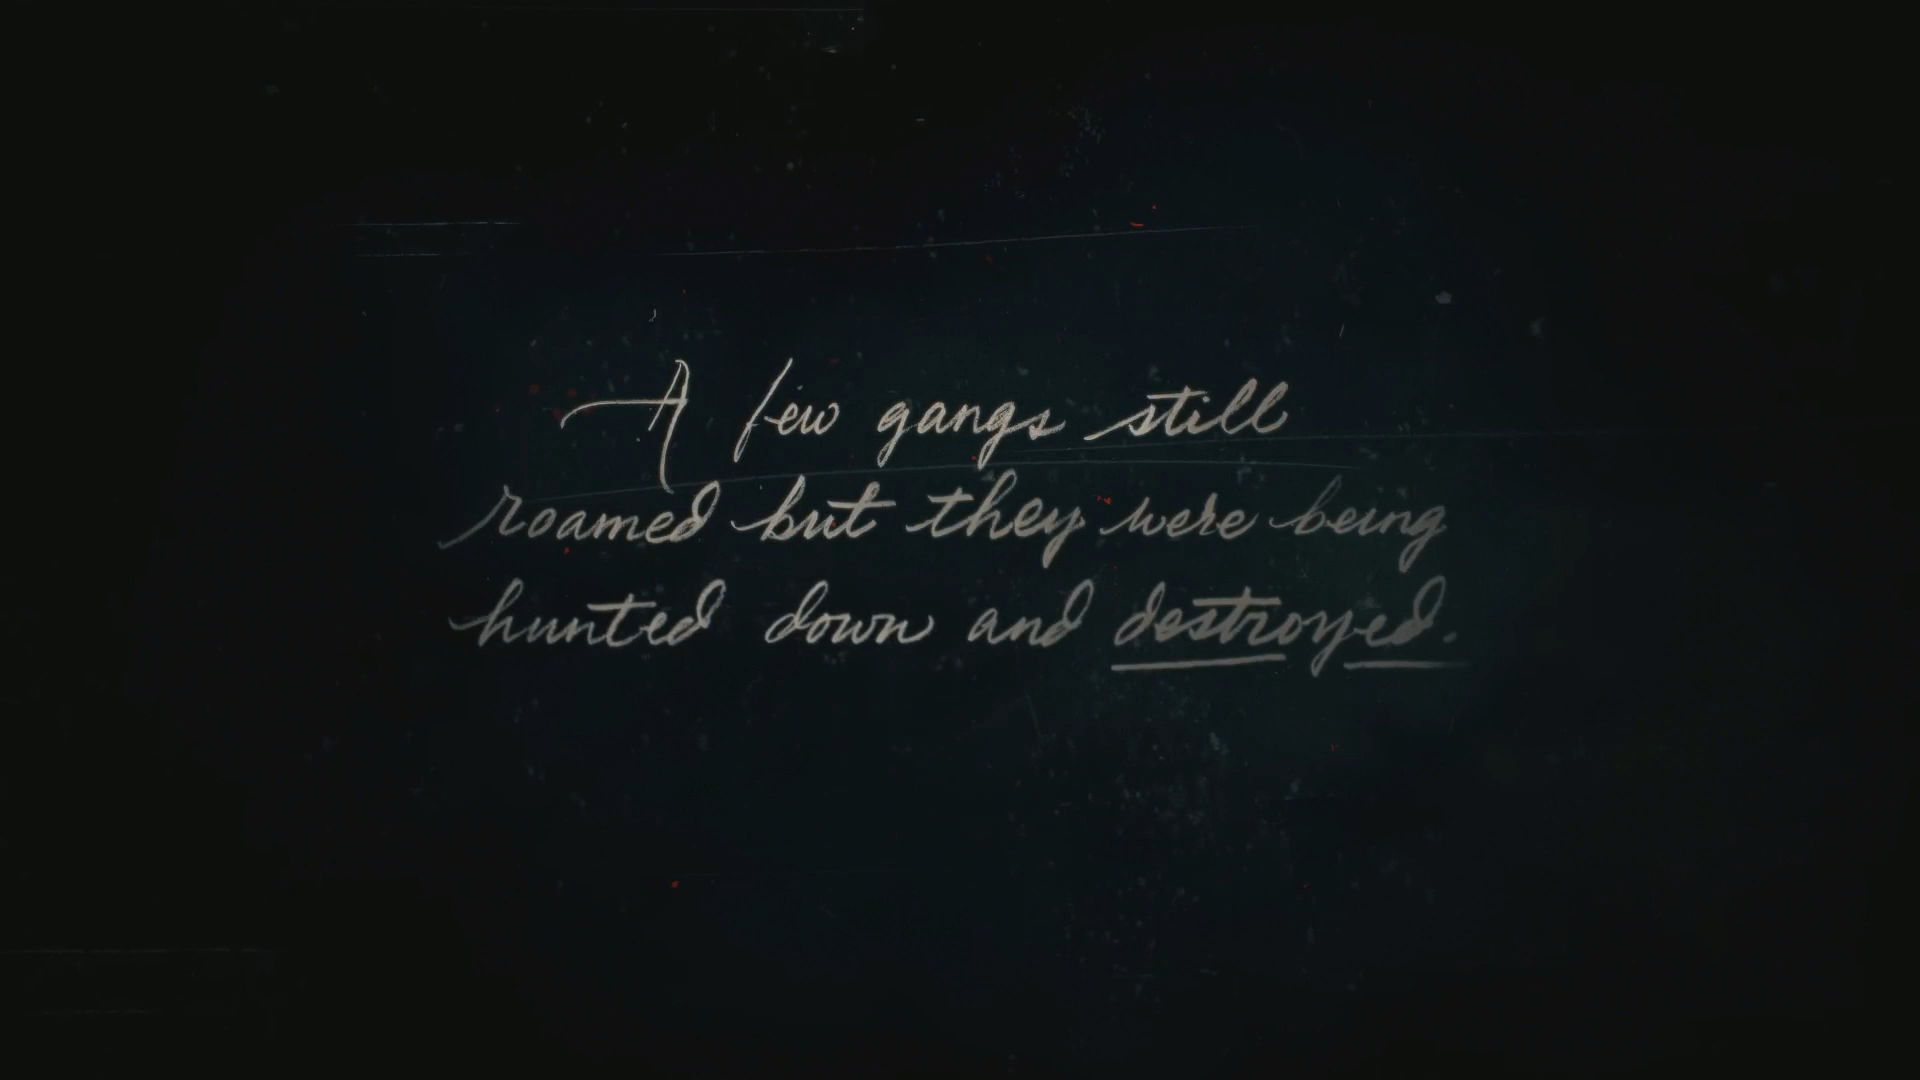 A few gangs still
roamed but they were being
hunted down and destroyed.